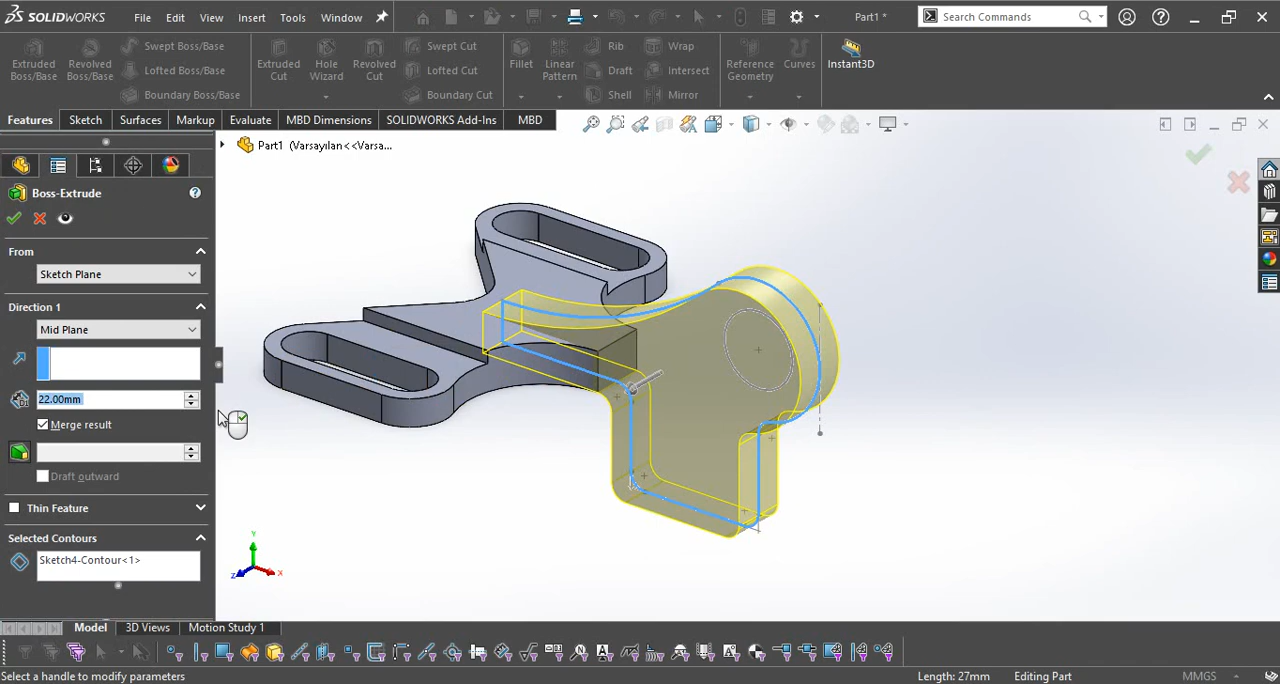 SOLIDWORKS File Edit View Insert Tools Window Part1 * Search Commands
Extruded Boss/Base
Revolved Boss/Base
Swept Boss/Base
Lofted Boss/Base
Boundary Boss/Base
Extruded Cut
Hole Wizard
Revolved Cut
Swept Cut
Lofted Cut
Boundary Cut
Fillet
Linear Pattern
Rib
Draft
Shell
Wrap
Intersect
Mirror
Reference Geometry
Curves
Instant3D
Features Sketch Surfaces Markup Evaluate MBD Dimensions SOLIDWORKS Add-Ins MBD
Part1 (Varsayılan<<Varsa...
Boss-Extrude
From
Sketch Plane
Direction 1
Mid Plane
22.00mm
Merge result
Draft outward
Thin Feature
Selected Contours
Sketch4-Contour<1>
Y
Z X
Model 3D Views Motion Study 1
Select a handle to modify parameters Length: 27mm Editing Part MMGS